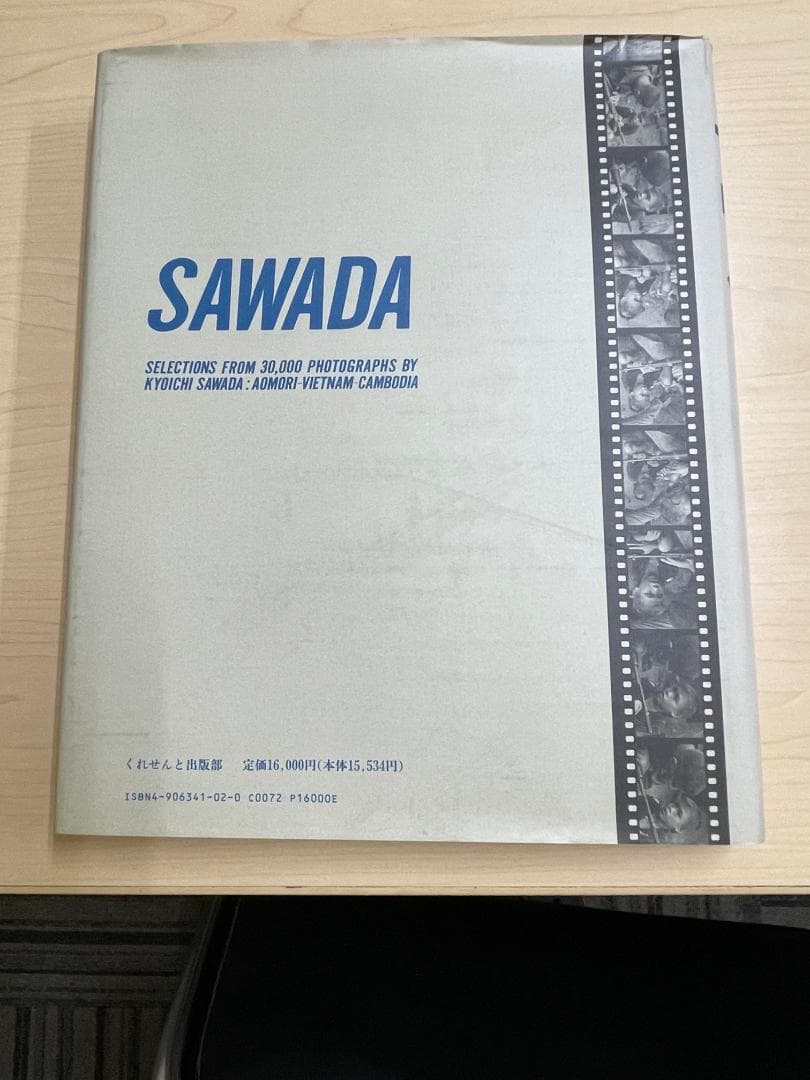 SAWADA
SELECTIONS FROM 30,000 PHOTOGRAPHS BY
KYOICHI SAWADA : AOMORI-VIETNAM-CAMBODIA
くれせんと出版部 定価16,000円(本体15,534円)
ISBN4-906341-02-0 C0072 P16000E